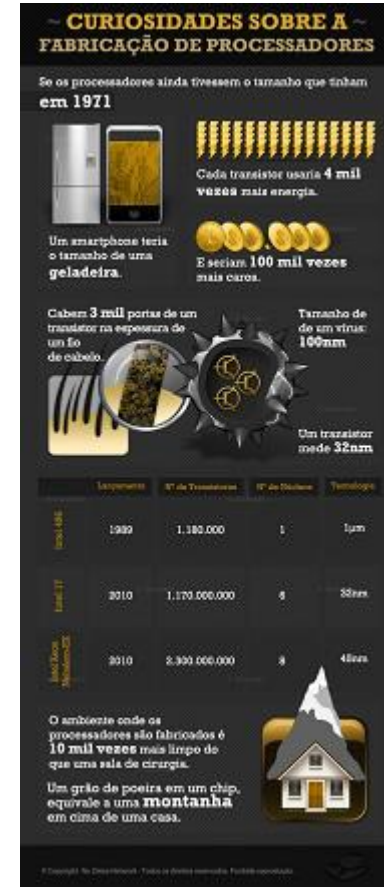 CURIOSIDADES SOBRE A
FABRICAÇÃO DE PROCESSADORES
Se os processadores ainda tivessem o tamanho que tinham
em 1971
Um smartphone teria
o tamanho de uma
geladeira.
Cada transistor usaria 4 mil
vezes mais energia.
E seriam 100 mil vezes
mais caros.
Cabem 3 mil portas de um
transistor na espessura de
um fio
de cabelo.
Tamanho de
de um vírus:
100nm
Um transistor
mede 32nm
Lançamento Nº de Transistores Nº de Núcleos Tecnologia
Intel 486 1989 1.180.000 1 1µm
Intel I7 2010 1.170.000.000 6 32nm
Intel Xeon
Nehalem-EX 2010 2.300.000.000 8 45nm
O ambiente onde os
processadores são fabricados é
10 mil vezes mais limpo do
que uma sala de cirurgia.
Um grão de poeira em um chip,
equivale a uma montanha
em cima de uma casa.